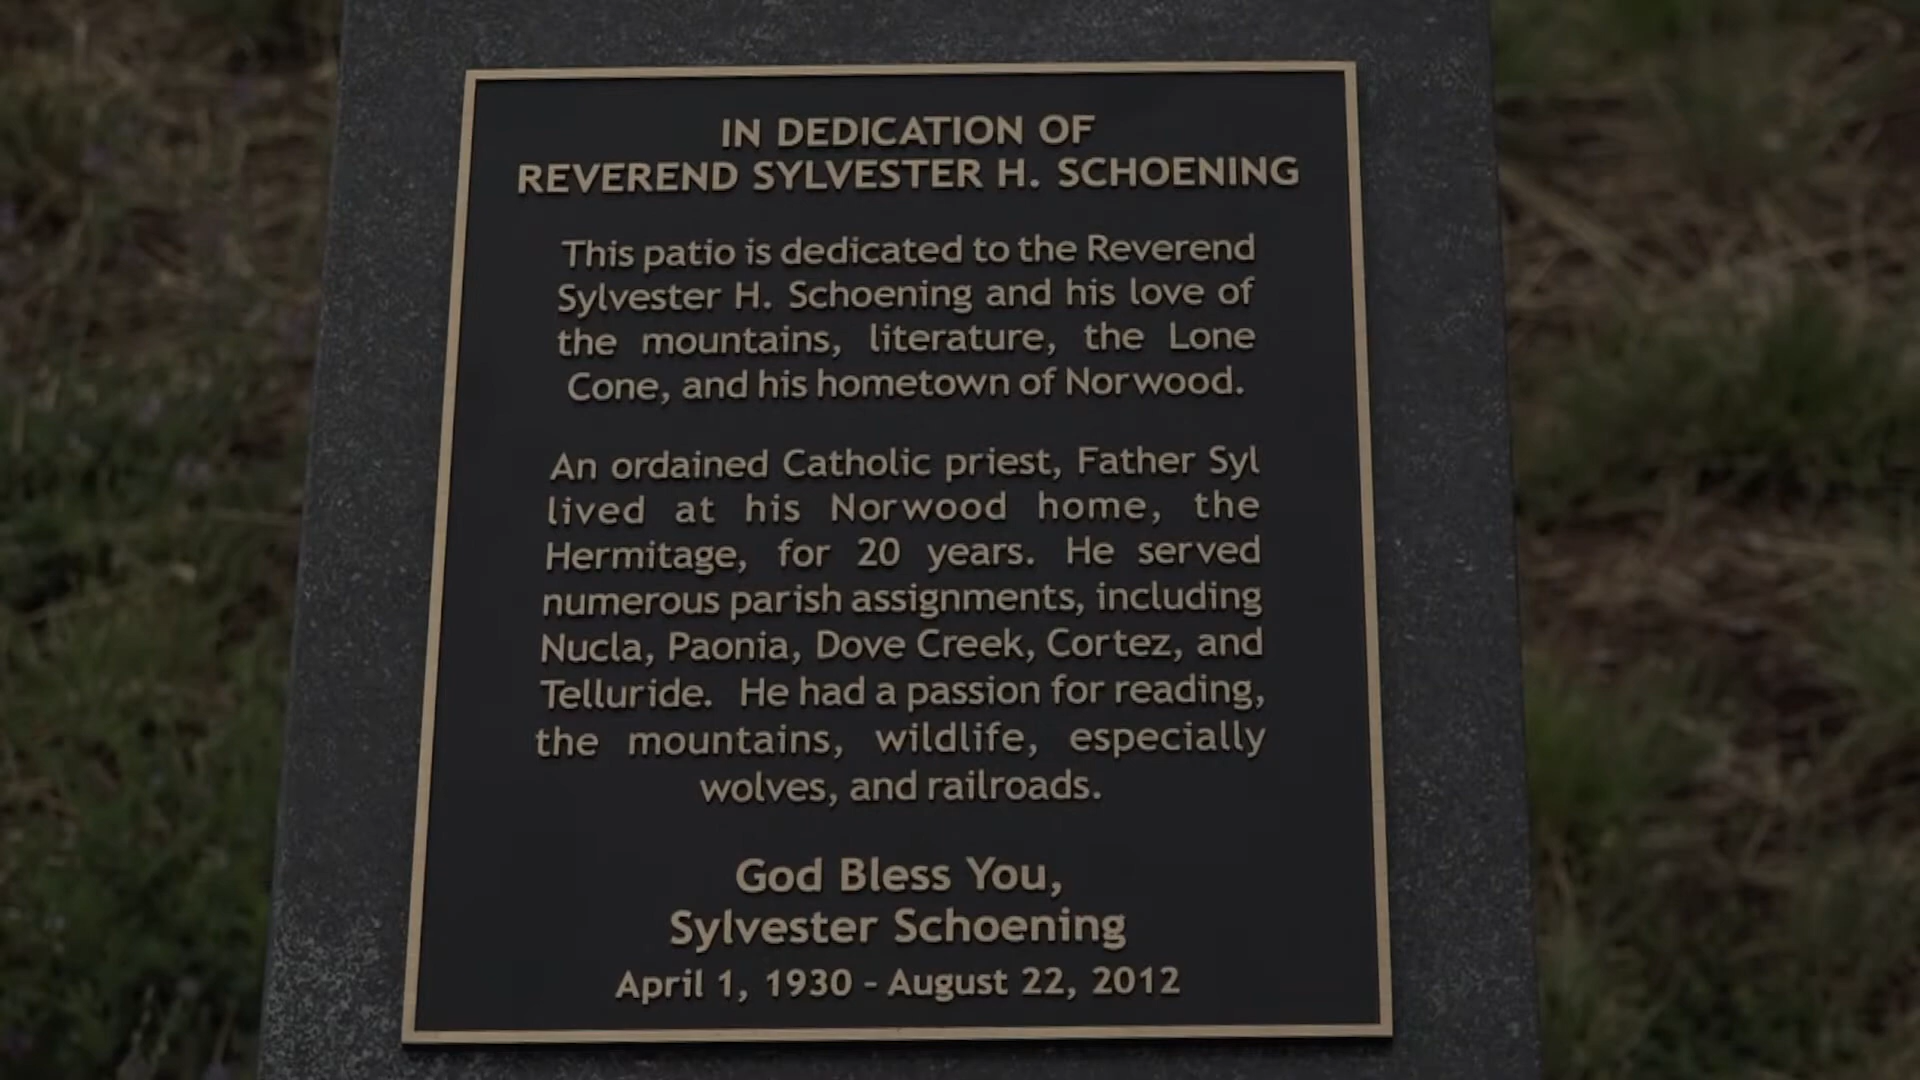 IN DEDICATION OF
REVEREND SYLVESTER H. SCHOENING
This patio is dedicated to the Reverend
Sylvester H. Schoening and his love of
the mountains, literature, the Lone
Cone, and his hometown of Norwood.
An ordained Catholic priest, Father Syl
lived at his Norwood home, the
Hermitage, for 20 years. He served
numerous parish assignments, including
Nucla, Paonia, Dove Creek, Cortez, and
Telluride. He had a passion for reading,
the mountains, wildlife, especially
wolves, and railroads.
God Bless You,
Sylvester Schoening
April 1, 1930 - August 22, 2012